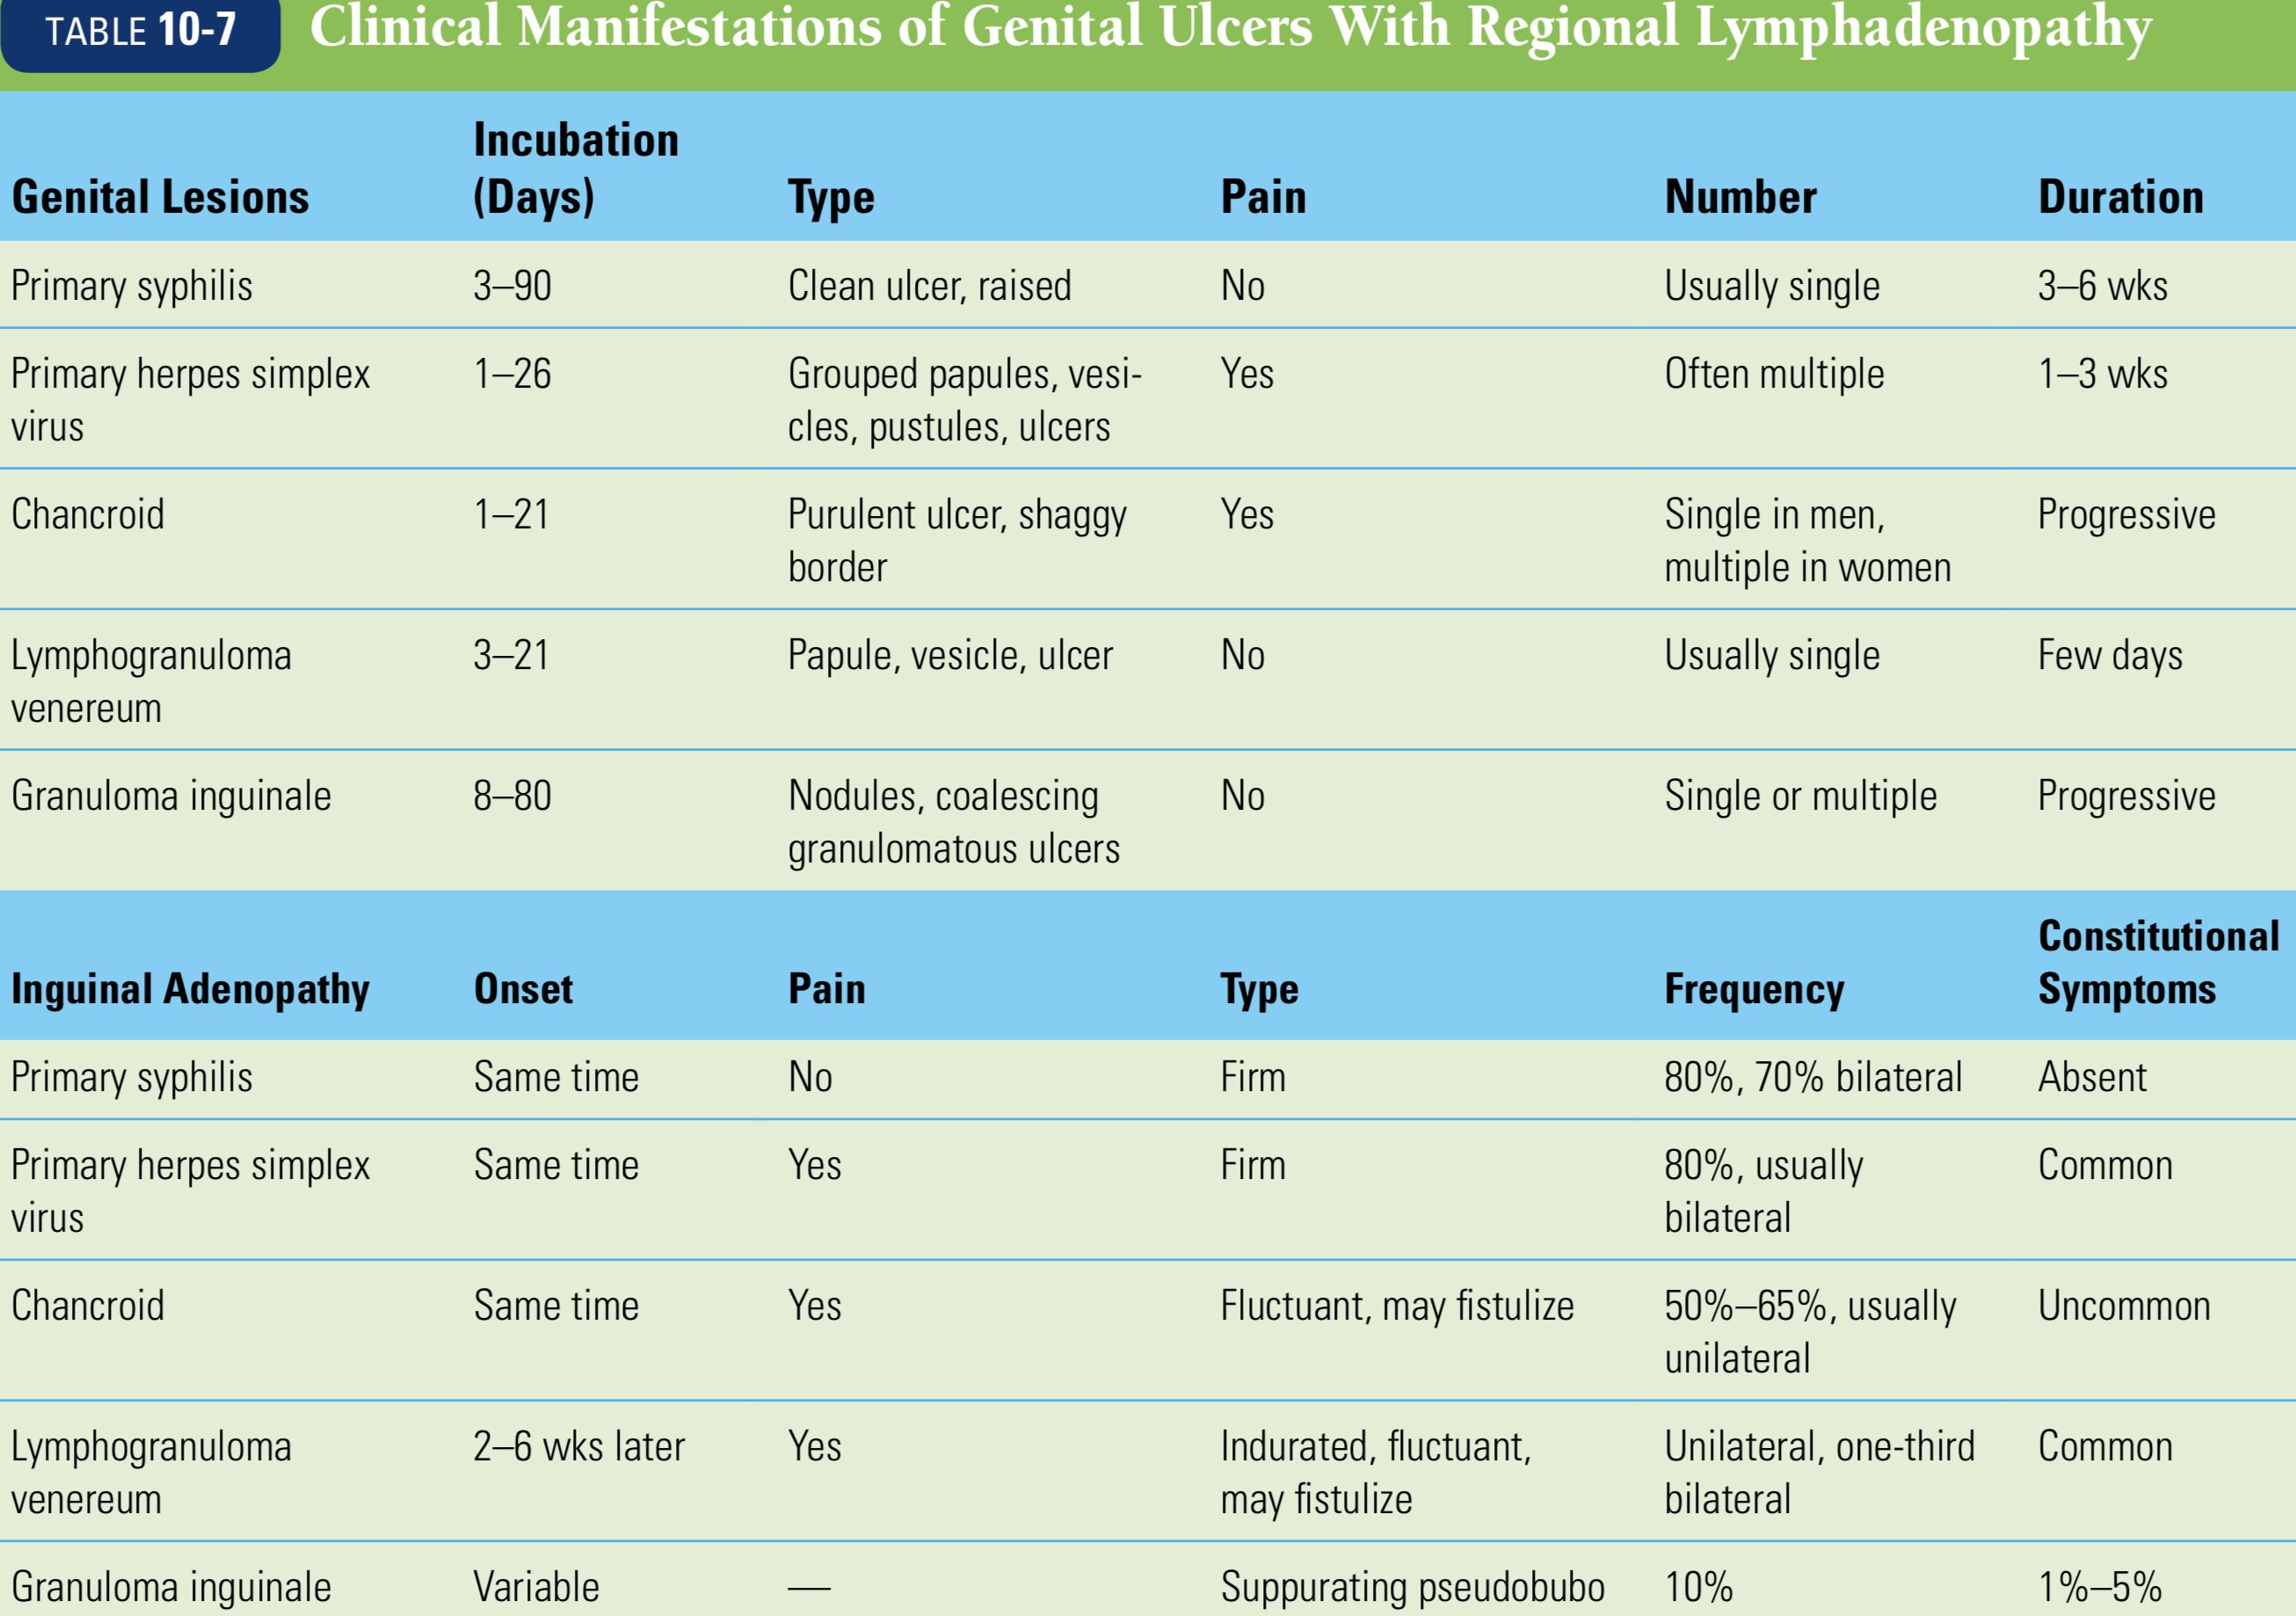 TABLE 10-7 Clinical Manifestations of Genital Ulcers With Regional Lymphadenopathy
Genital Lesions Incubation (Days) Type Pain Number Duration
Primary syphilis 3–90 Clean ulcer, raised No Usually single 3–6 wks
Primary herpes simplex 1–26 Grouped papules, vesi- Yes Often multiple 1–3 wks
virus cles, pustules, ulcers
Chancroid 1–21 Purulent ulcer, shaggy Yes Single in men, Progressive
border multiple in women
Lymphogranuloma 3–21 Papule, vesicle, ulcer No Usually single Few days
venereum
Granuloma inguinale 8–80 Nodules, coalescing No Single or multiple Progressive
granulomatous ulcers
Inguinal Adenopathy Onset Pain Type Frequency Constitutional Symptoms
Primary syphilis Same time No Firm 80%, 70% bilateral Absent
Primary herpes simplex Same time Yes Firm 80%, usually Common
virus bilateral
Chancroid Same time Yes Fluctuant, may fistulize 50%–65%, usually Uncommon
unilateral
Lymphogranuloma 2–6 wks later Yes Indurated, fluctuant, Unilateral, one-third Common
venereum may fistulize bilateral
Granuloma inguinale Variable — Suppurating pseudobubo 10% 1%–5%